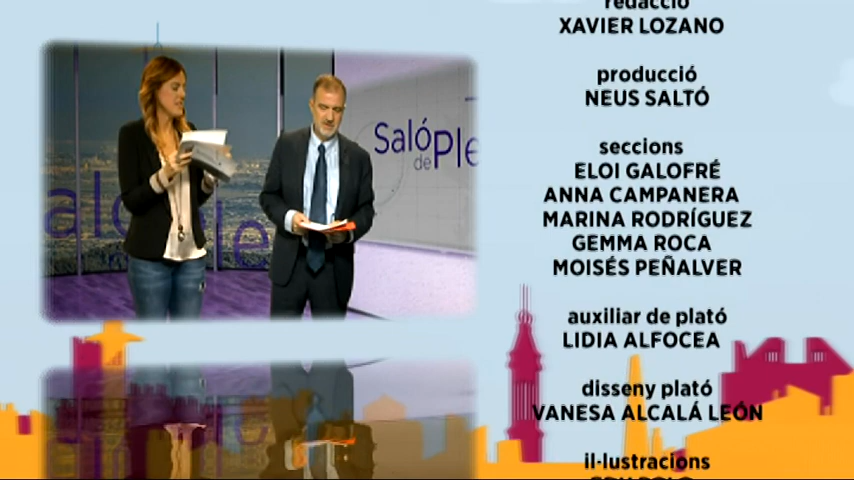 redacció
XAVIER LOZANO
producció
NEUS SALTÓ
seccions
ELOI GALOFRÉ
ANNA CAMPANERA
MARINA RODRÍGUEZ
GEMMA ROCA
MOISÉS PEÑALVER
auxiliar de plató
LIDIA ALFOCEA
disseny plató
VANESA ALCALÁ LEÓN
il·lustracions
Saló
de Ple